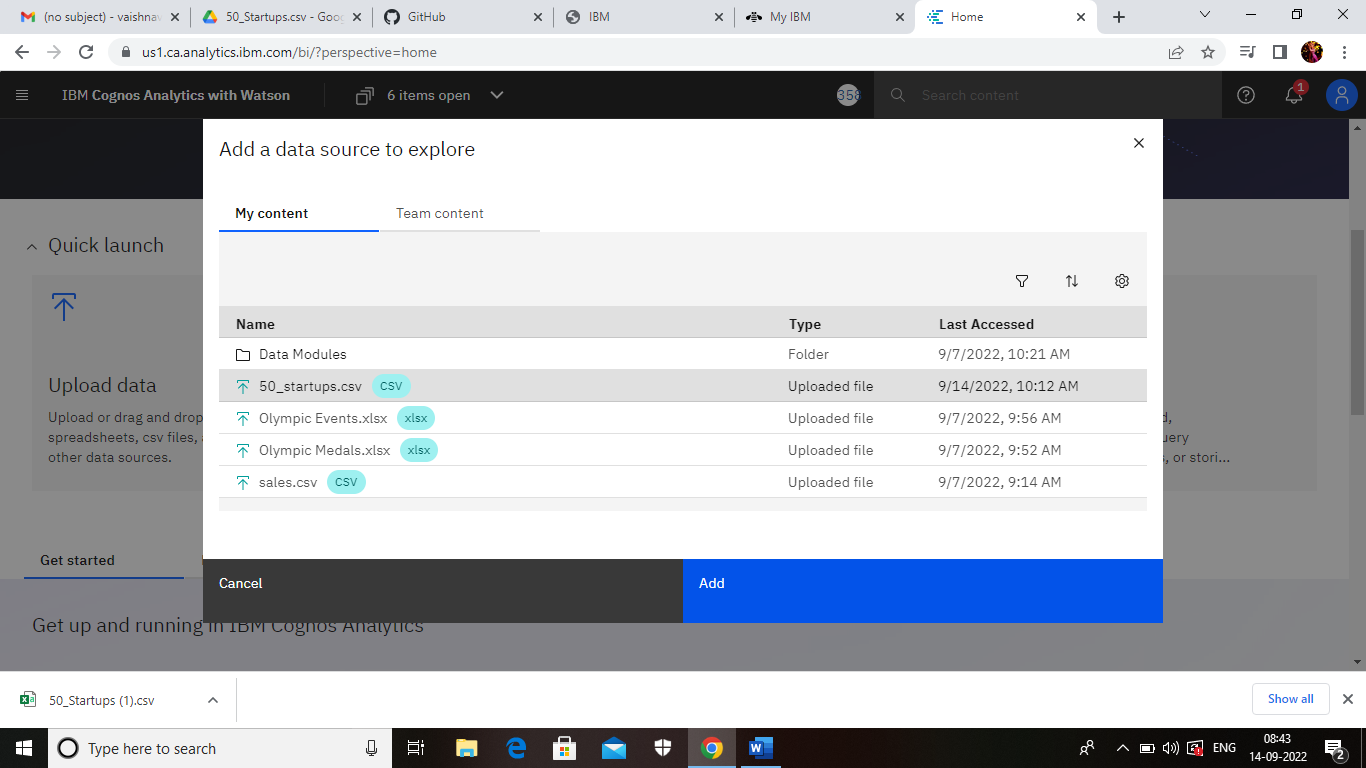 (no subject) - vaishnav
50_Startups.csv - Goog
GitHub
IBM
My IBM
Home
us1.ca.analytics.ibm.com/bi/?perspective=home
IBM Cognos Analytics with Watson
6 items open
358
Search content
1
Add a data source to explore
My content
Team content
Quick launch
Name Type Last Accessed
Data Modules Folder 9/7/2022, 10:21 AM
50_startups.csv CSV Uploaded file 9/14/2022, 10:12 AM
Olympic Events.xlsx xlsx Uploaded file 9/7/2022, 9:56 AM
Olympic Medals.xlsx xlsx Uploaded file 9/7/2022, 9:52 AM
sales.csv CSV Uploaded file 9/7/2022, 9:14 AM
Upload data
Upload or drag and drop
spreadsheets, csv files,
other data sources.
, or stori...
Get started
Cancel
Add
Get up and running in IBM Cognos Analytics
50_Startups (1).csv
Show all
Type here to search
ENG
08:43
14-09-2022
2